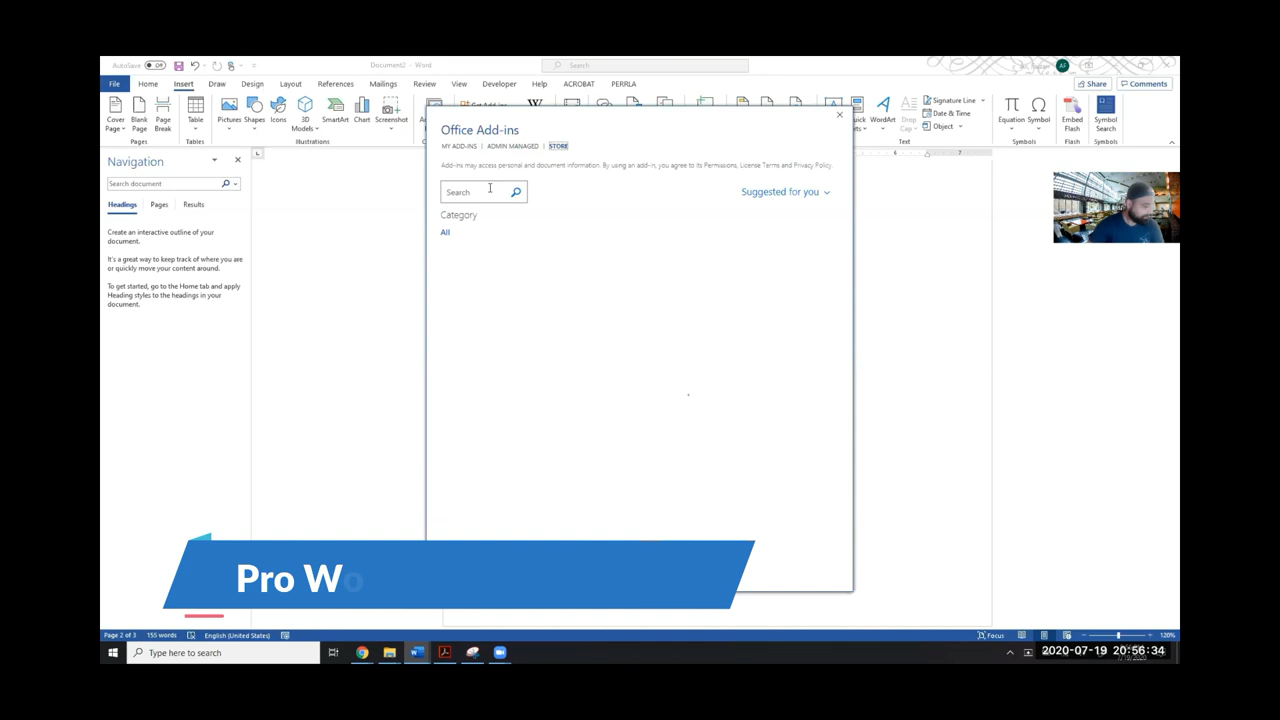 AutoSave Off Document2 - Word Search AF
File Home Insert Draw Design Layout References Mailings Review View Developer Help ACROBAT PERRLA Share Comments
Cover Page Blank Page Page Break Table Pictures Shapes Icons 3D Models SmartArt Chart Screenshot WordArt Drop Cap Signature Line Date & Time Object Equation Symbol Embed Flash Symbol Search
Pages Tables Illustrations Text Symbols Flash Symbols
Navigation
Search document
Headings Pages Results
Create an interactive outline of your
document.
It's a great way to keep track of where you are
or quickly move your content around.
To get started, go to the Home tab and apply
Heading styles to the headings in your
document.
Office Add-ins
MY ADD-INS | ADMIN MANAGED | STORE
Add-ins may access personal and document information. By using an add-in, you agree to its Permissions, License Terms and Privacy Policy.
Search Suggested for you
Category
All
6 7
Pro Wo
Page 2 of 3 155 words English (United States) Focus 120%
Type here to search 2020-07-19 20:56:34